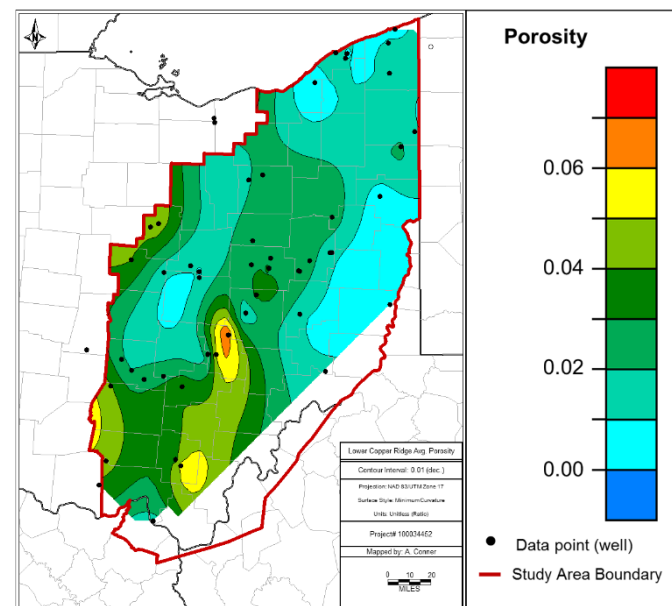 N
Porosity
0.06
0.04
0.02
0.00
Data point (well)
Study Area Boundary
Lower Copper Ridge Avg. Porosity
Contour Interval: 0.01 (dec.)
Projection: NAD 83/UTM Zone 17
Surface Style: Minimum Curvature
Units: Unitless (Ratio)
Project# 100034462
Mapped by: A. Conner
0 10 20
MILES